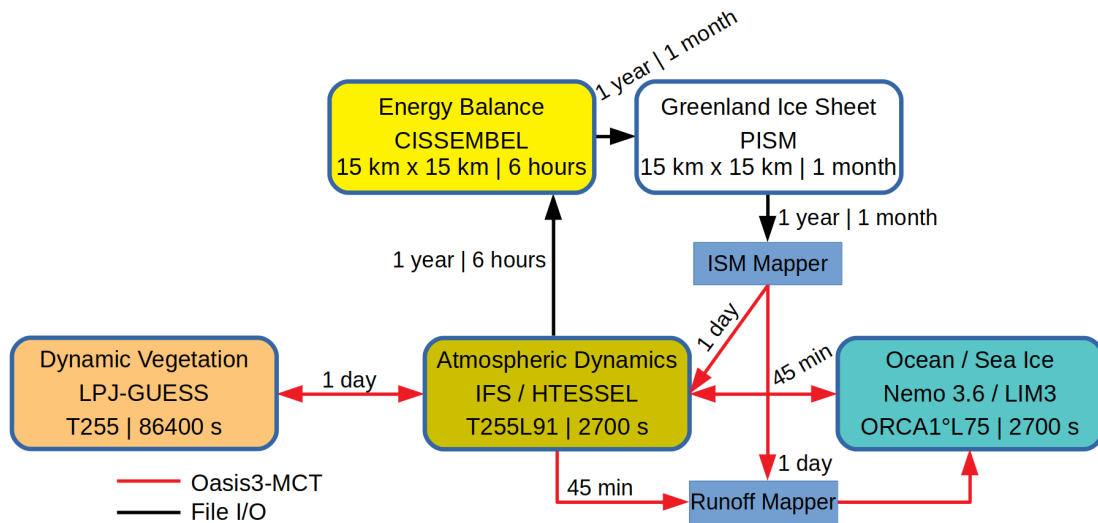 1 year | 1 month
Energy Balance
CISSEMBEL
15 km x 15 km | 6 hours
Greenland Ice Sheet
PISM
15 km x 15 km | 1 month
1 year | 1 month
1 year | 6 hours
ISM Mapper
1 day
45 min
Dynamic Vegetation
LPJ-GUESS
T255 | 86400 s
1 day
Atmospheric Dynamics
IFS / HTESSEL
T255L91 | 2700 s
Ocean / Sea Ice
Nemo 3.6 / LIM3
ORCA1°L75 | 2700 s
1 day
45 min
Runoff Mapper
Oasis3-MCT
File I/O